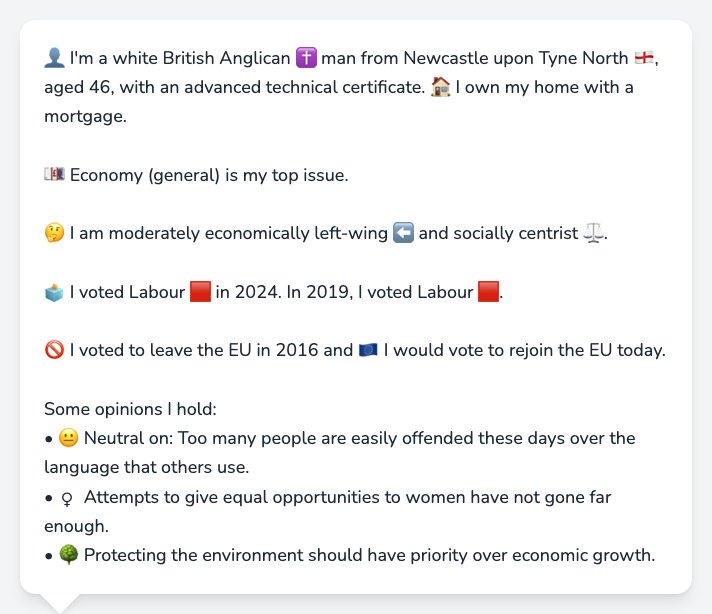 👤 I'm a white British Anglican ✝️ man from Newcastle upon Tyne North 🏴󠁧󠁢󠁥󠁮󠁧󠁿,
aged 46, with an advanced technical certificate. 🏠 I own my home with a
mortgage.
💷 Economy (general) is my top issue.
🤔 I am moderately economically left-wing ⬅️ and socially centrist ⚖️.
🗳️ I voted Labour 🟥 in 2024. In 2019, I voted Labour 🟥.
🚫 I voted to leave the EU in 2016 and 🇪🇺 I would vote to rejoin the EU today.
Some opinions I hold:
• 😐 Neutral on: Too many people are easily offended these days over the
language that others use.
• ♀ Attempts to give equal opportunities to women have not gone far
enough.
• 🌳 Protecting the environment should have priority over economic growth.